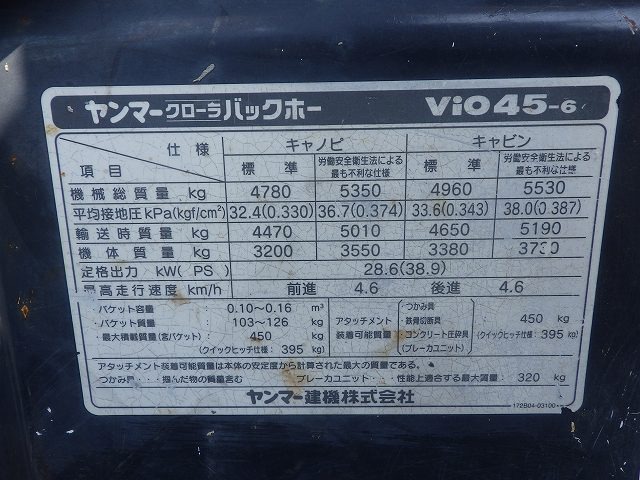 ヤンマークローラバックホー ViO45-6
項目 仕様 キャノピ キャビン
標準 労働安全衛生法による最も不利な仕様 標準 労働安全衛生法による最も不利な仕様
機械総質量 kg 4780 5350 4960 5530
平均接地圧 kPa(kgf/cm²) 32.4(0.330) 36.7(0.374) 33.6(0.343) 38.0(0.387)
輸送時質量 kg 4470 5010 4650 5190
機体質量 kg 3200 3550 3380 3730
定格出力 kW(PS) 28.6(38.9)
最高走行速度 km/h 前進 4.6 後進 4.6
・バケット容量 : 0.10～0.16 m³
・バケット質量 : 103～126 kg
・最大積載質量(含バケット) : 450 kg
(クイックヒッチ仕様: 395 kg)
アタッチメント装着可能質量
・つかみ具
・鉄骨切断具
・コンクリート圧砕具
(ブレーカユニット)
: 450 kg
(クイックヒッチ仕様: 395 kg)
アタッチメント装着可能質量は本体の安定度から計算された最大の質量である。
つかみ具・・・掴んだ物の質量含む ブレーカユニット・・・性能上適合する最大質量: 320 kg
ヤンマー建機株式会社
172B04-03100